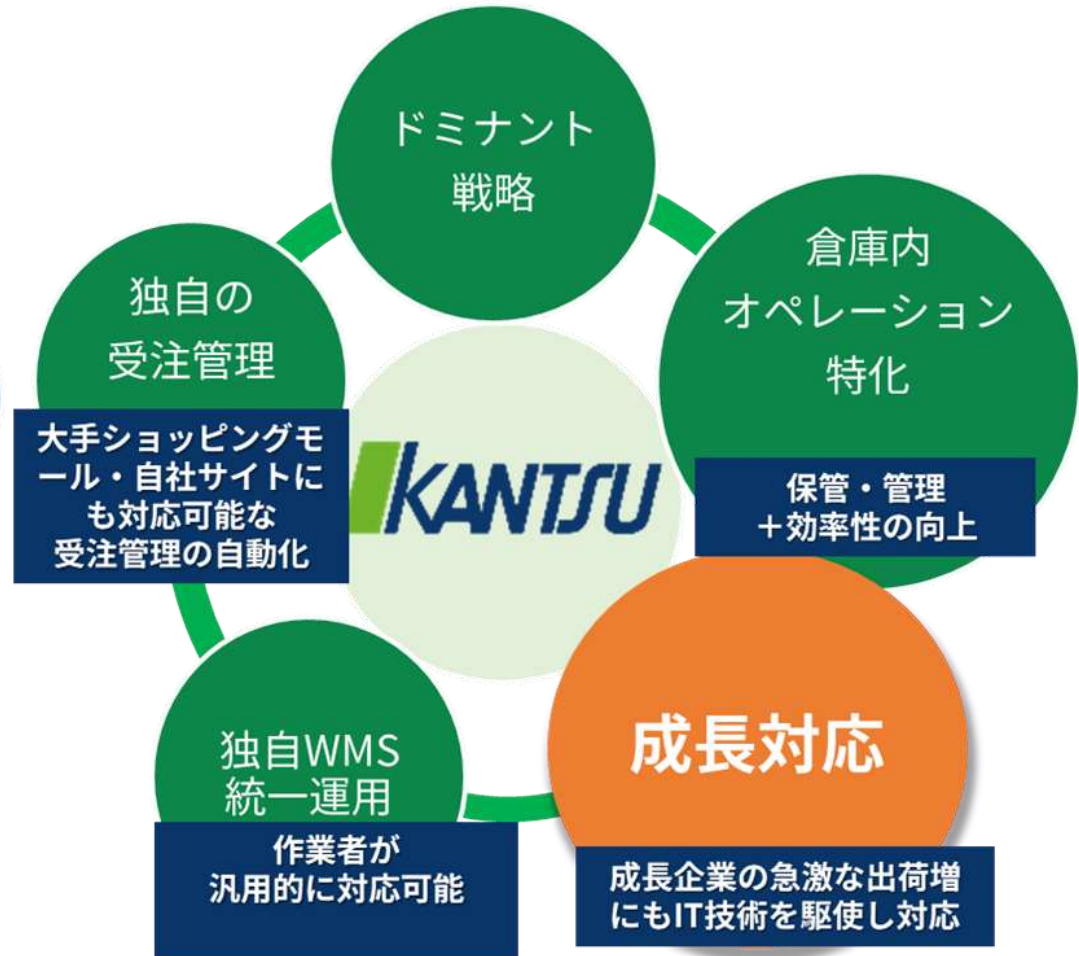 ドミナント
戦略
倉庫内
オペレーション
特化
保管・管理
＋効率性の向上
成長対応
成長企業の急激な出荷増
にもIT技術を駆使し対応
独自WMS
統一運用
作業者が
汎用的に対応可能
独自の
受注管理
大手ショッピングモ
ール・自社サイトに
も対応可能な
受注管理の自動化
KANTSU